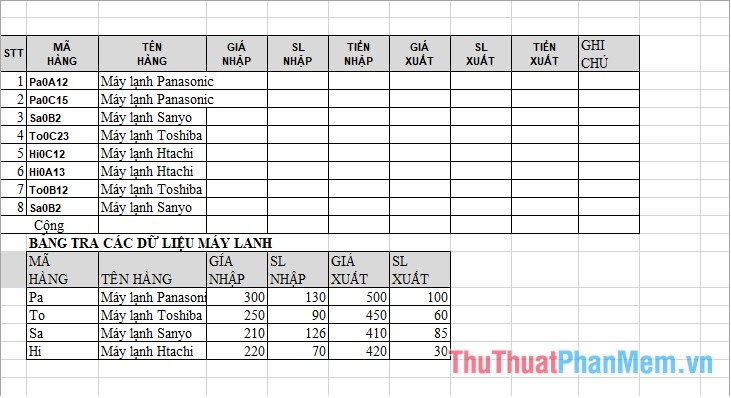 STT MÃ HÀNG TÊN HÀNG GIÁ NHẬP SL NHẬP TIỀN NHẬP GIÁ XUẤT SL XUẤT TIỀN XUẤT GHI CHÚ
1 Pa0A12 Máy lạnh Panasonic
2 Pa0C15 Máy lạnh Panasonic
3 Sa0B2 Máy lạnh Sanyo
4 To0C23 Máy lạnh Toshiba
5 Hi0C12 Máy lạnh Htachi
6 Hi0A13 Máy lạnh Htachi
7 To0B12 Máy lạnh Toshiba
8 Sa0B2 Máy lạnh Sanyo
Cộng
BẢNG TRA CÁC DỮ LIỆU MÁY LẠNH
MÃ HÀNG TÊN HÀNG GÍA NHẬP SL NHẬP GIÁ XUẤT SL XUẤT
Pa Máy lạnh Panasoni 300 130 500 100
To Máy lạnh Toshiba 250 90 450 60
Sa Máy lạnh Sanyo 210 126 410 85
Hi Máy lạnh Htachi 220 70 420 30
ThuThuatPhanMem.vn